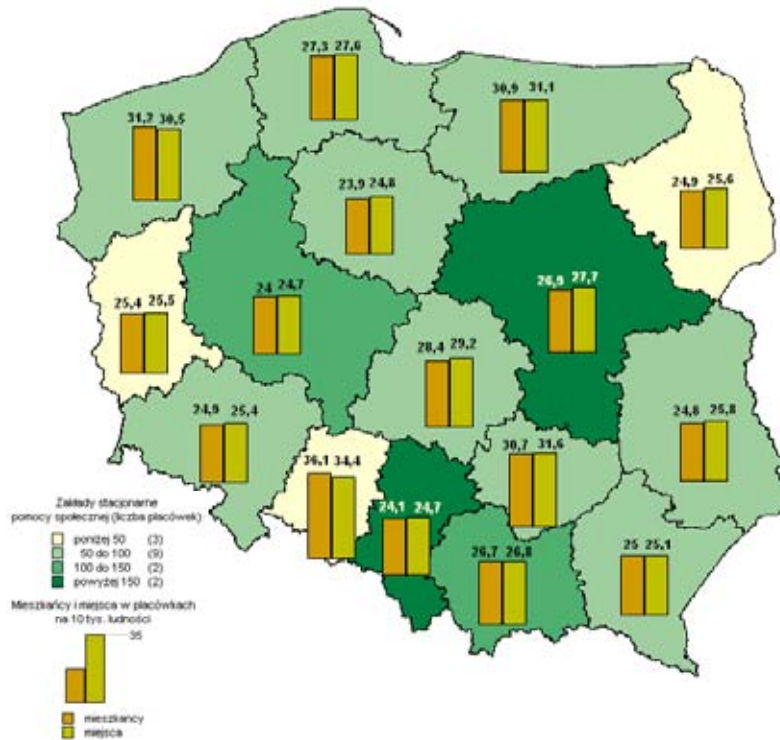 27,3 27,6
30,9 31,1
31,2 30,5
24,9 25,6
23,9 24,8
26,9 27,7
24 24,7
25,4 25,5
28,4 29,2
24,9 25,4
24,8 25,8
30,7 31,6
36,1 34,4
24,1 24,7
26,7 26,8
25 25,1
Zakłady stacjonarne
pomocy społecznej (liczba placówek)
poniżej 50 (3)
50 do 100 (9)
100 do 150 (2)
powyżej 150 (2)
Mieszkańcy i miejsca w placówkach
na 10 tys. ludności
35
mieszkańcy
miejsca